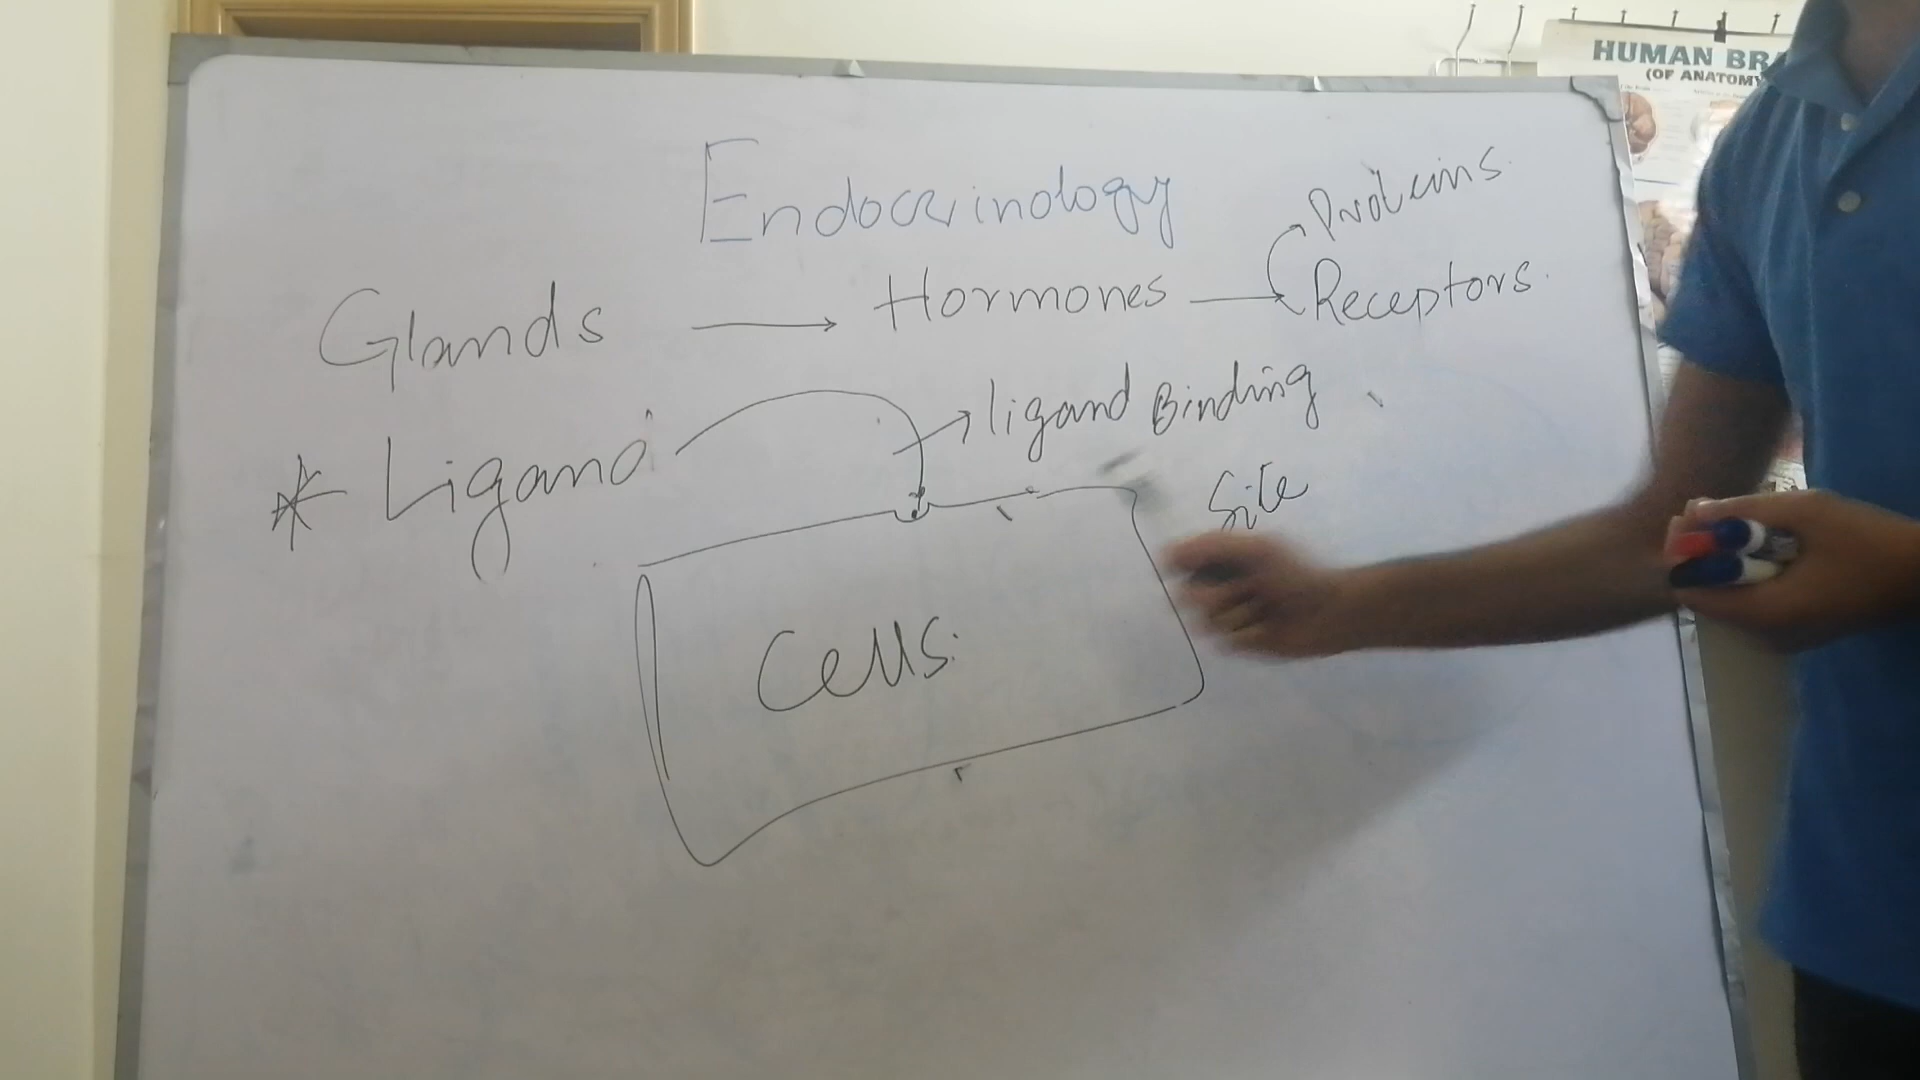 HUMAN BRA
(OF ANATOMY
Endocrinology
Glands → Hormones → Proteins
Receptors.
* Ligand
ligand Binding
Site
Cells.